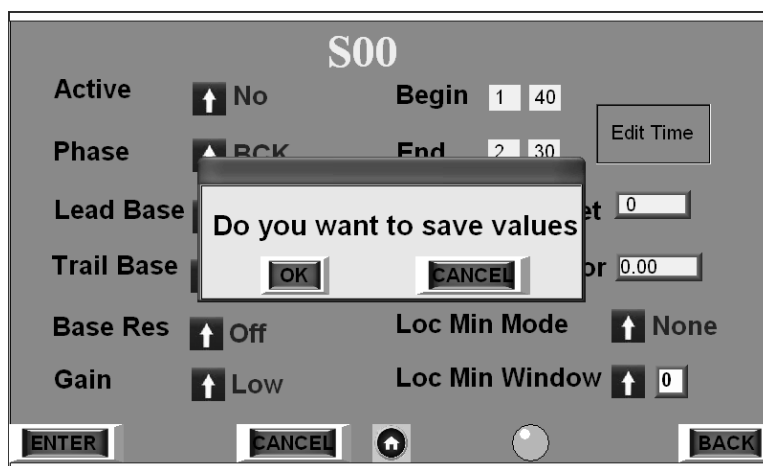 S00
Active No Begin 1 40
Edit Time
Phase BCK End 2 30
Lead Base 0
Do you want to save values
Trail Base 0.00
OK CANCEL
Base Res Off Loc Min Mode None
Gain Low Loc Min Window 0
ENTER CANCEL BACK